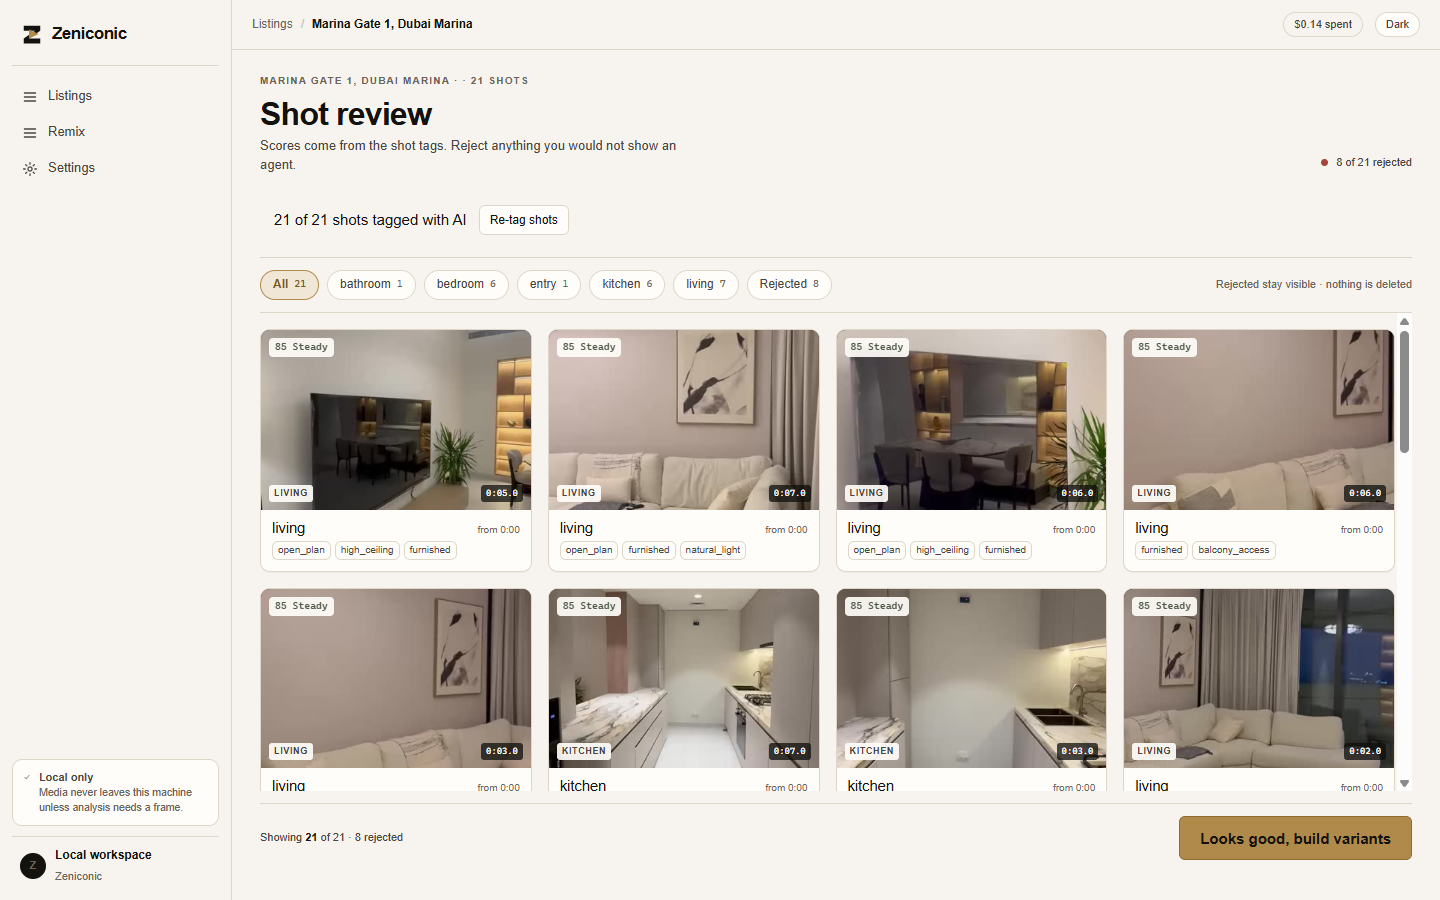 Zeniconic
Listings
Remix
Settings
Local only
Media never leaves this machine
unless analysis needs a frame.
Z
Local workspace
Zeniconic
Listings / Marina Gate 1, Dubai Marina
$0.14 spent
Dark
MARINA GATE 1, DUBAI MARINA · · 21 SHOTS
Shot review
Scores come from the shot tags. Reject anything you would not show an
agent.
8 of 21 rejected
21 of 21 shots tagged with AI
Re-tag shots
All 21
bathroom 1
bedroom 6
entry 1
kitchen 6
living 7
Rejected 8
Rejected stay visible · nothing is deleted
85 Steady
LIVING
0:05.0
living
from 0:00
open_plan
high_ceiling
furnished
85 Steady
LIVING
0:07.0
living
from 0:00
open_plan
furnished
natural_light
85 Steady
LIVING
0:06.0
living
from 0:00
open_plan
high_ceiling
furnished
85 Steady
LIVING
0:06.0
living
from 0:00
furnished
balcony_access
85 Steady
LIVING
0:03.0
living
from 0:00
85 Steady
KITCHEN
0:07.0
kitchen
from 0:00
85 Steady
KITCHEN
0:03.0
kitchen
from 0:00
85 Steady
LIVING
0:02.0
living
from 0:00
Showing 21 of 21 · 8 rejected
Looks good, build variants